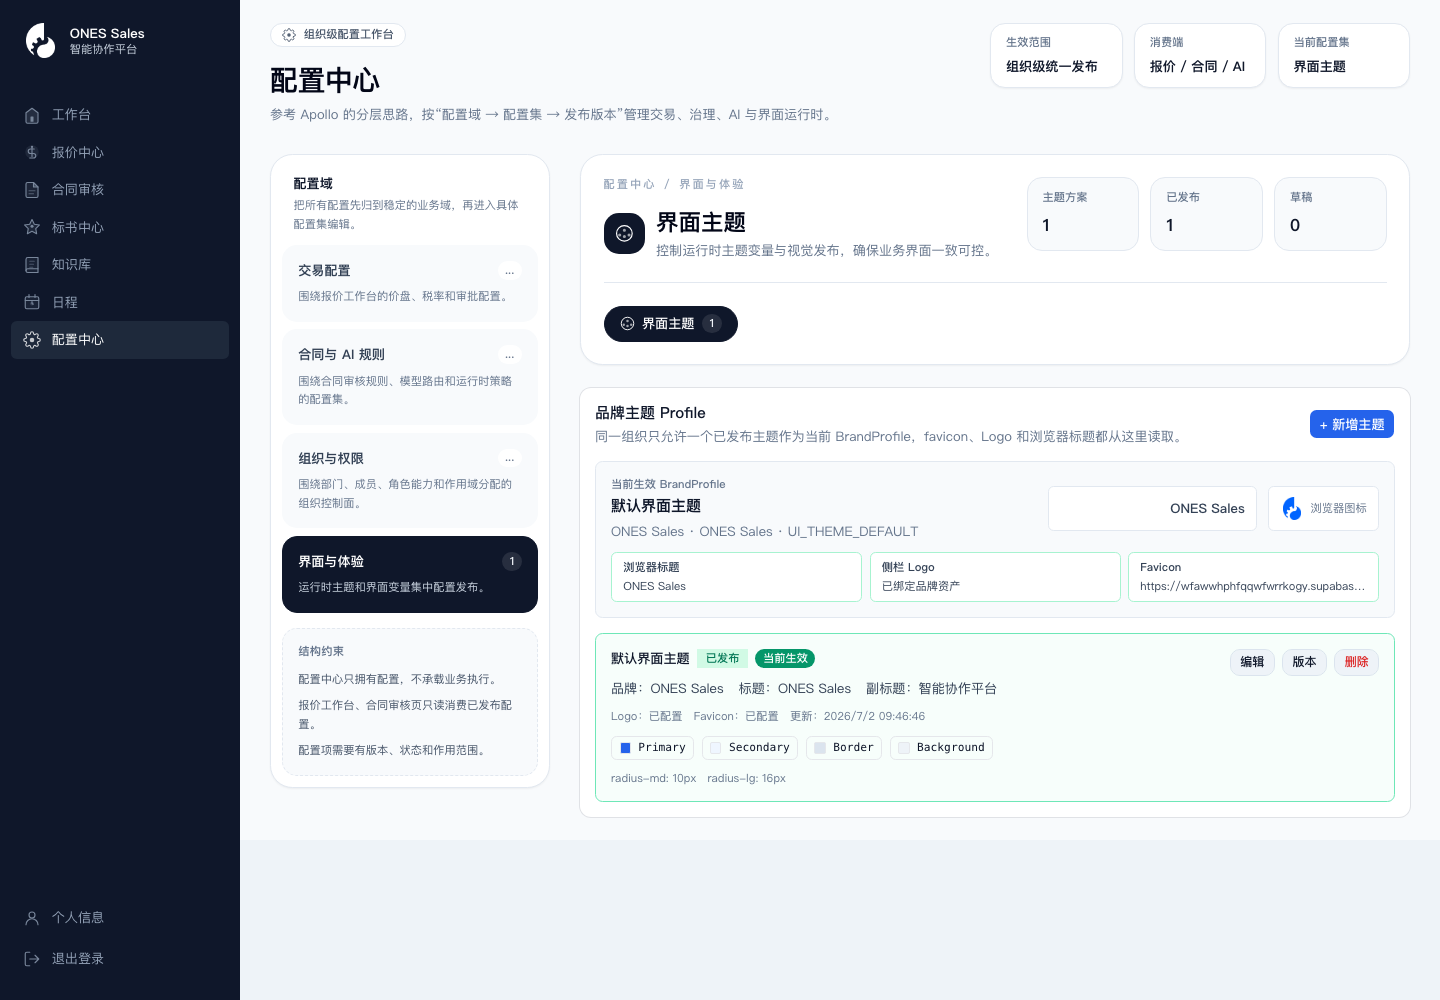 ONES Sales
智能协作平台
工作台
报价中心
合同审核
标书中心
知识库
日程
配置中心
个人信息
退出登录
组织级配置工作台
配置中心
参考 Apollo 的分层思路，按“配置域 → 配置集 → 发布版本”管理交易、治理、AI 与界面运行时。
生效范围
组织级统一发布
消费端
报价 / 合同 / AI
当前配置集
界面主题
配置域
把所有配置先归到稳定的业务域，再进入具体
配置集编辑。
交易配置
...
围绕报价工作台的价盘、税率和审批配置。
合同与 AI 规则
...
围绕合同审核规则、模型路由和运行时策略
的配置集。
组织与权限
...
围绕部门、成员、角色能力和作用域分配的
组织控制面。
界面与体验
1
运行时主题和界面变量集中配置发布。
结构约束
配置中心只拥有配置，不承载业务执行。
报价工作台、合同审核页只读消费已发布配
置。
配置项需要有版本、状态和作用范围。
配置中心 / 界面与体验
界面主题
控制运行时主题变量与视觉发布，确保业务界面一致可控。
主题方案
1
已发布
1
草稿
0
界面主题 1
品牌主题 Profile
同一组织只允许一个已发布主题作为当前 BrandProfile，favicon、Logo 和浏览器标题都从这里读取。
+ 新增主题
当前生效 BrandProfile
默认界面主题
ONES Sales · ONES Sales · UI_THEME_DEFAULT
ONES Sales
浏览器图标
浏览器标题
ONES Sales
侧栏 Logo
已绑定品牌资产
Favicon
https://wfawwhphfqqwfwrrkogy.supabas...
默认界面主题 已发布 当前生效
编辑 版本 删除
品牌：ONES Sales 标题：ONES Sales 副标题：智能协作平台
Logo：已配置 Favicon：已配置 更新：2026/7/2 09:46:46
Primary Secondary Border Background
radius-md: 10px radius-lg: 16px